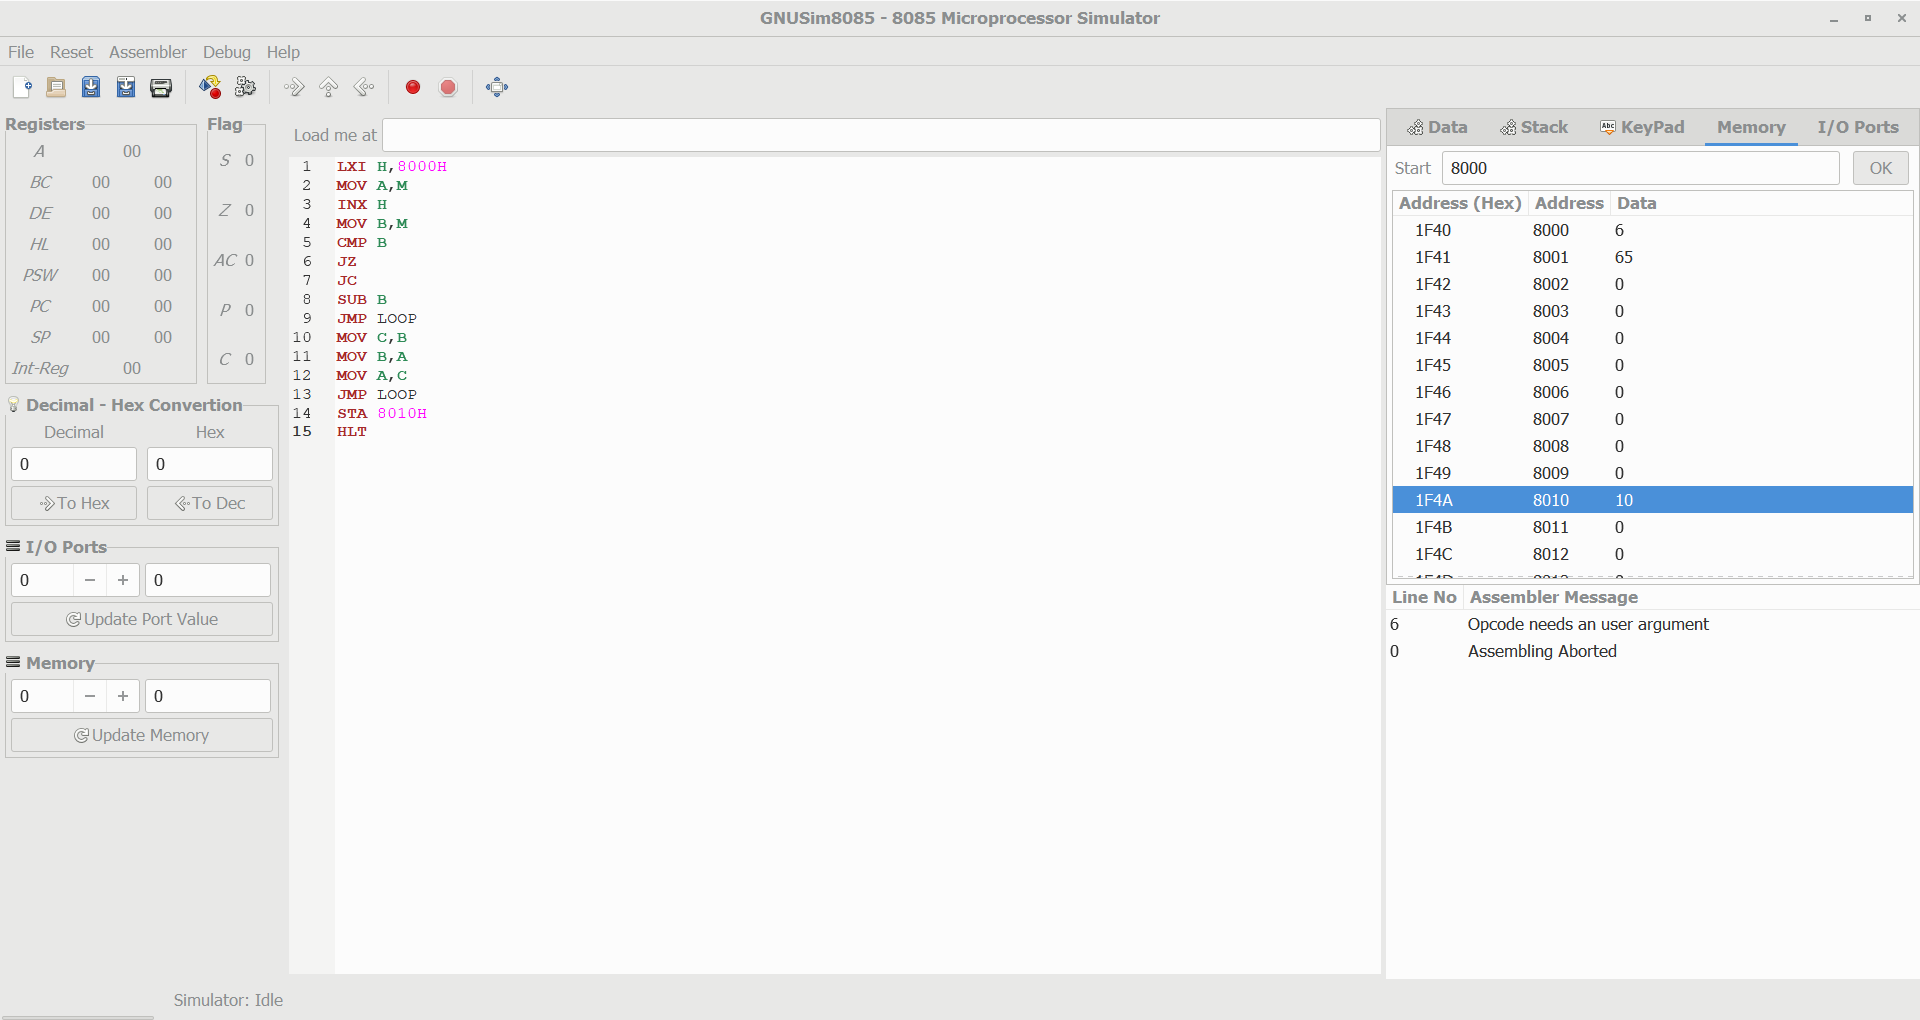 GNUSim8085 - 8085 Microprocessor Simulator
File Reset Assembler Debug Help
Registers
A 00
BC 00 00
DE 00 00
HL 00 00
PSW 00 00
PC 00 00
SP 00 00
Int-Reg 00
Flag
S 0
Z 0
AC 0
P 0
C 0
Decimal - Hex Convertion
Decimal Hex
0 0
To Hex To Dec
I/O Ports
0 − + 0
Update Port Value
Memory
0 − + 0
Update Memory
Load me at
1 LXI H,8000H
2 MOV A,M
3 INX H
4 MOV B,M
5 CMP B
6 JZ
7 JC
8 SUB B
9 JMP LOOP
10 MOV C,B
11 MOV B,A
12 MOV A,C
13 JMP LOOP
14 STA 8010H
15 HLT
Data Stack Abc KeyPad Memory I/O Ports
Start 8000 OK
Address (Hex) Address Data
1F40 8000 6
1F41 8001 65
1F42 8002 0
1F43 8003 0
1F44 8004 0
1F45 8005 0
1F46 8006 0
1F47 8007 0
1F48 8008 0
1F49 8009 0
1F4A 8010 10
1F4B 8011 0
1F4C 8012 0
1F4D 8013 0
Line No Assembler Message
6 Opcode needs an user argument
0 Assembling Aborted
Simulator: Idle